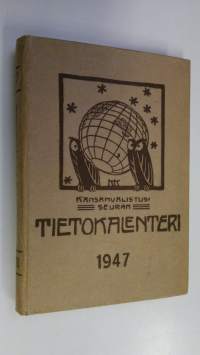 KANSANVALISTUS
SEURAN
TIETOKALENTERI
1947